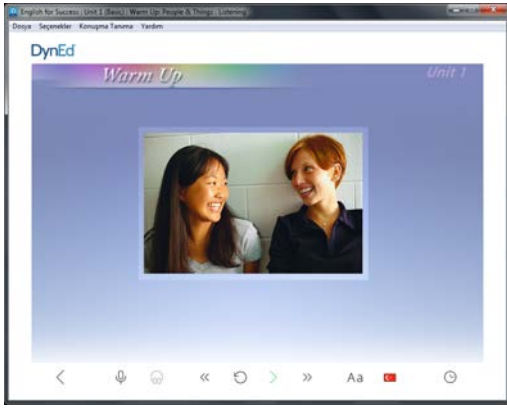 English for Success : Unit 1 (Basic) : Warm Up: People & Things : Listening
Dosya Seçenekler Konuşma Tanıma Yardım
DynEd
Warm Up
Unit 1
Aa